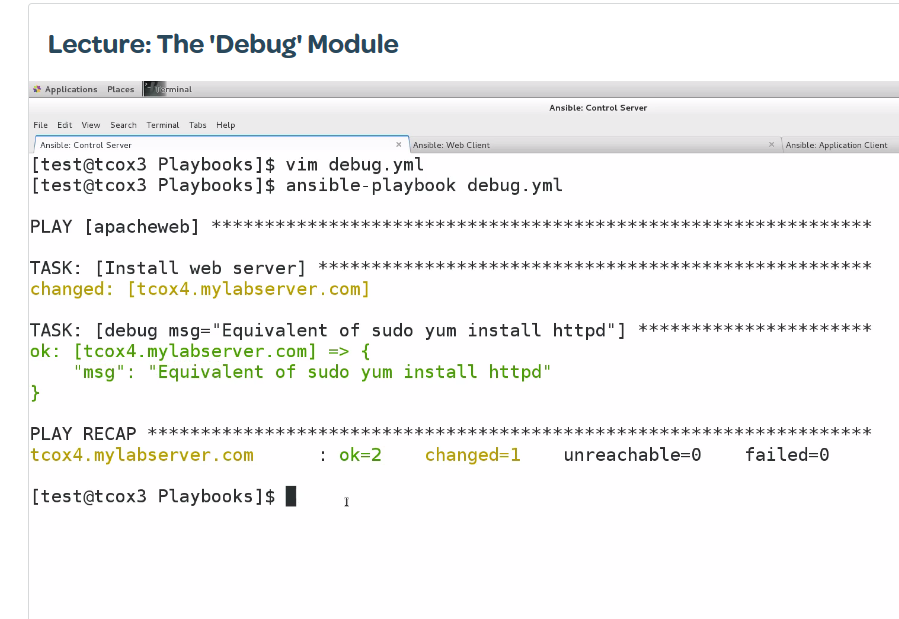 Lecture: The 'Debug' Module
Applications Places Terminal
Ansible: Control Server
File Edit View Search Terminal Tabs Help
Ansible: Control Server × Ansible: Web Client × Ansible: Application Client
[test@tcox3 Playbooks]$ vim debug.yml
[test@tcox3 Playbooks]$ ansible-playbook debug.yml
PLAY [apacheweb] **************************************************************
TASK: [Install web server] ****************************************************
changed: [tcox4.mylabserver.com]
TASK: [debug msg="Equivalent of sudo yum install httpd"] **********************
ok: [tcox4.mylabserver.com] => {
    "msg": "Equivalent of sudo yum install httpd"
}
PLAY RECAP ********************************************************************
tcox4.mylabserver.com      : ok=2    changed=1    unreachable=0    failed=0
[test@tcox3 Playbooks]$